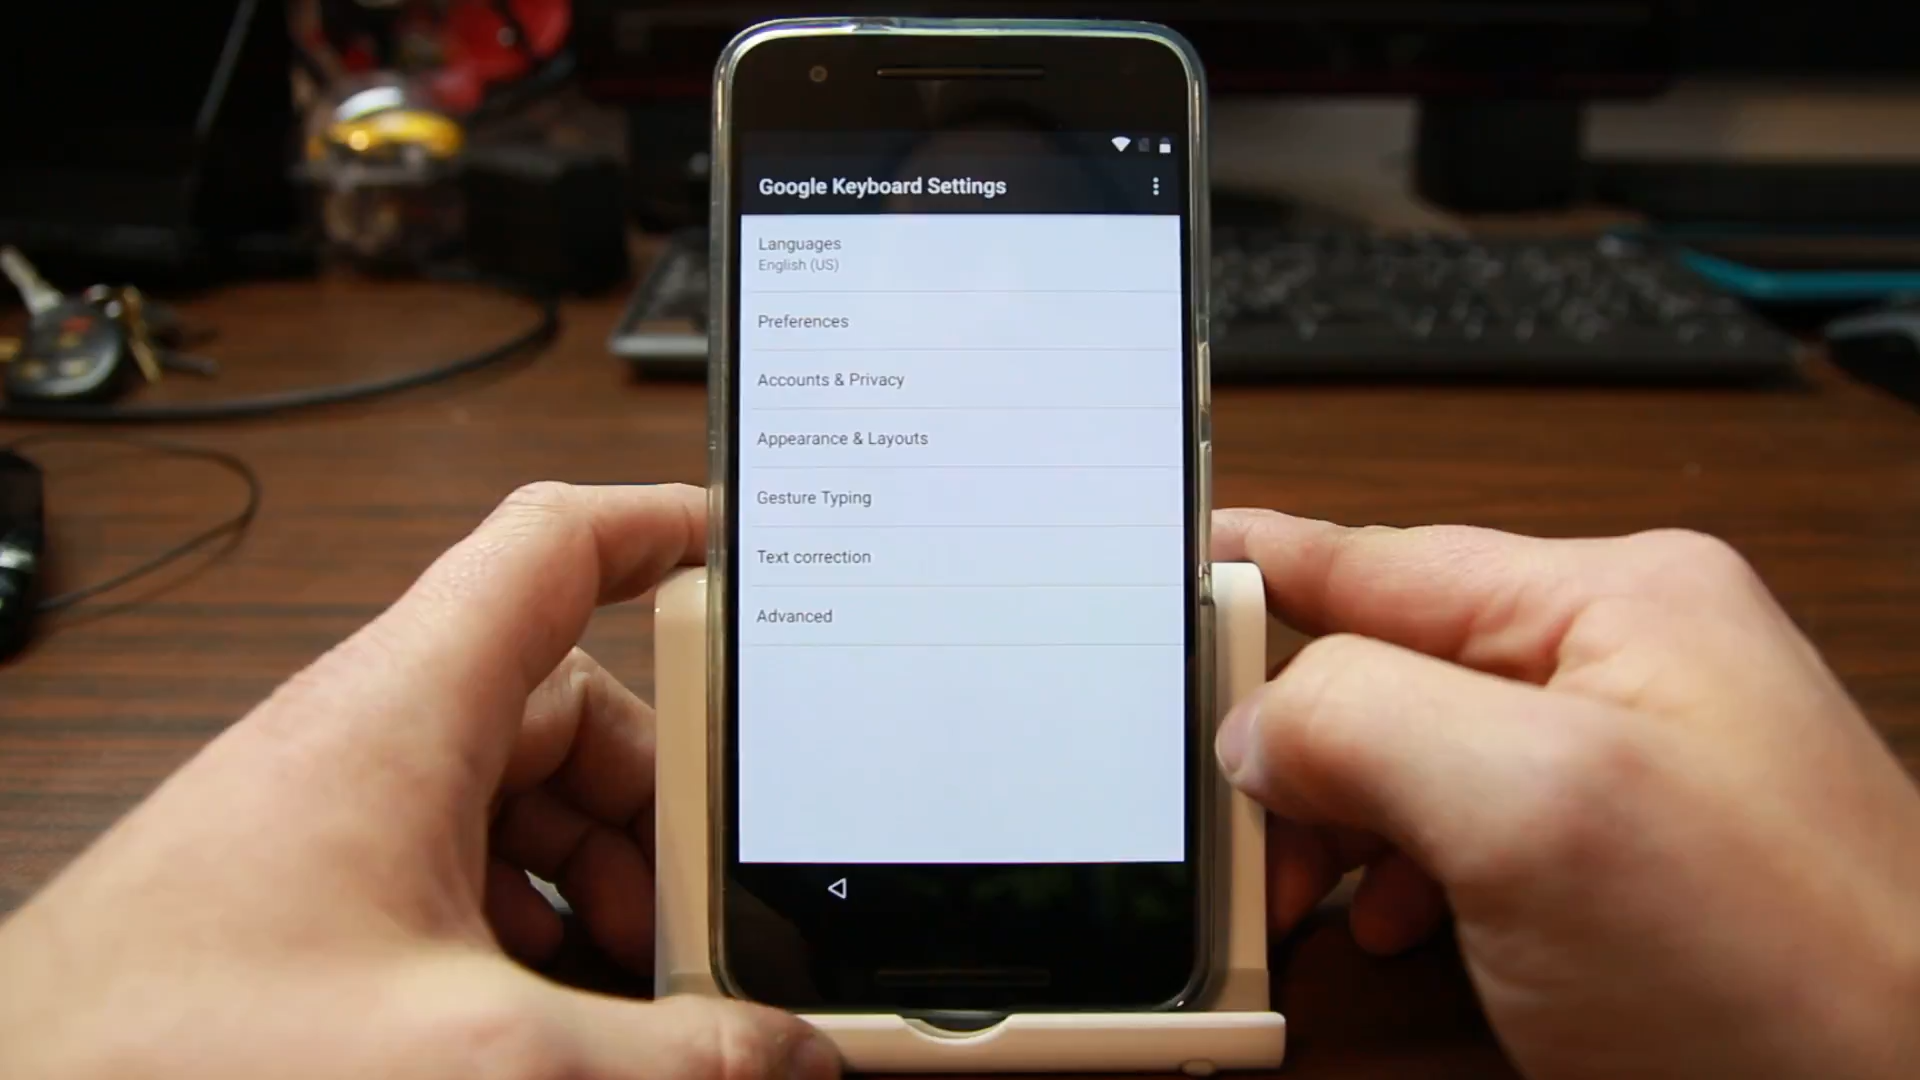 Google Keyboard Settings
Languages
English (US)
Preferences
Accounts & Privacy
Appearance & Layouts
Gesture Typing
Text correction
Advanced